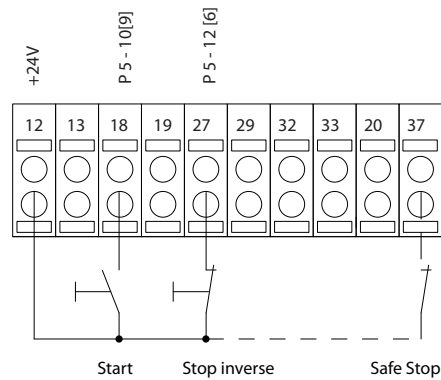 +24V
P 5 - 10[9]
P 5 - 12 [6]
12 13 18 19 27 29 32 33 20 37
Start Stop inverse Safe Stop